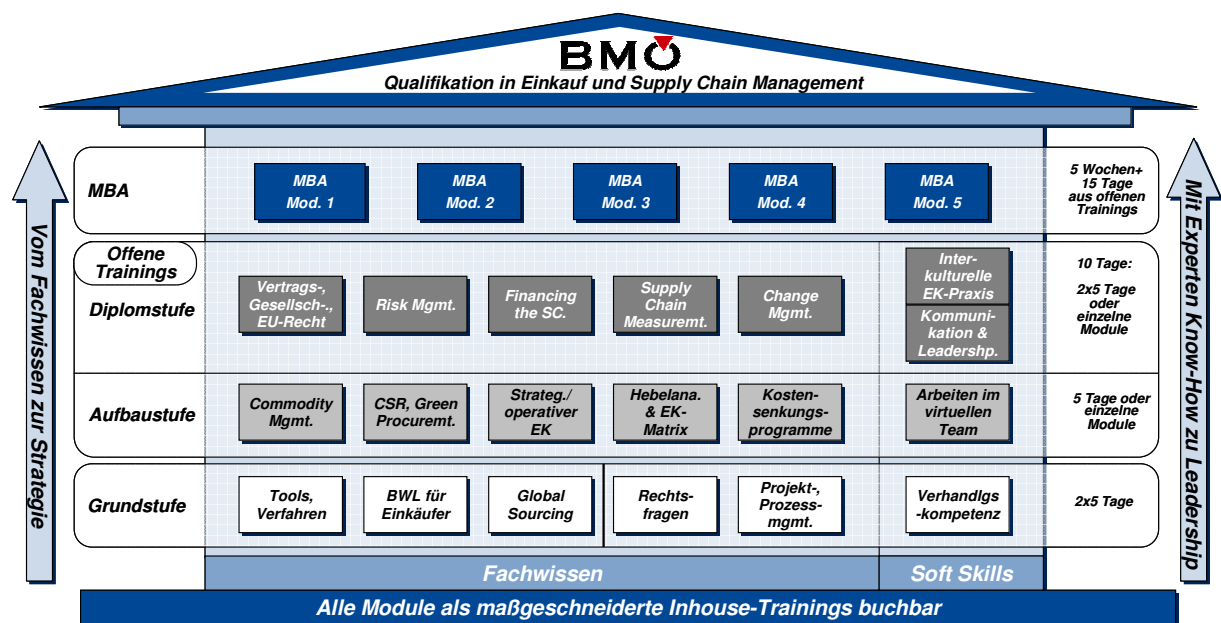 BMÖ
Qualifikation in Einkauf und Supply Chain Management
Vom Fachwissen zur Strategie
Mit Experten Know-How zu Leadership
MBA
MBA
Mod. 1
MBA
Mod. 2
MBA
Mod. 3
MBA
Mod. 4
MBA
Mod. 5
5 Wochen+
15 Tage
aus offenen
Trainings
Offene
Trainings
Diplomstufe
Vertrags-,
Gesellsch-,
EU-Recht
Risk Mgmt.
Financing
the SC.
Supply
Chain
Measuremt.
Change
Mgmt.
Inter-
kulturelle
EK-Praxis
Kommuni-
kation &
Leadershp.
10 Tage:
2x5 Tage
oder
einzelne
Module
Aufbaustufe
Commodity
Mgmt.
CSR, Green
Procuremt.
Strateg./
operativer
EK
Hebelana.
& EK-
Matrix
Kosten-
senkungs-
programme
Arbeiten im
virtuellen
Team
5 Tage oder
einzelne
Module
Grundstufe
Tools,
Verfahren
BWL für
Einkäufer
Global
Sourcing
Rechts-
fragen
Projekt-,
Prozess-
mgmt.
Verhandlgs
-kompetenz
2x5 Tage
Fachwissen
Soft Skills
Alle Module als maßgeschneiderte Inhouse-Trainings buchbar